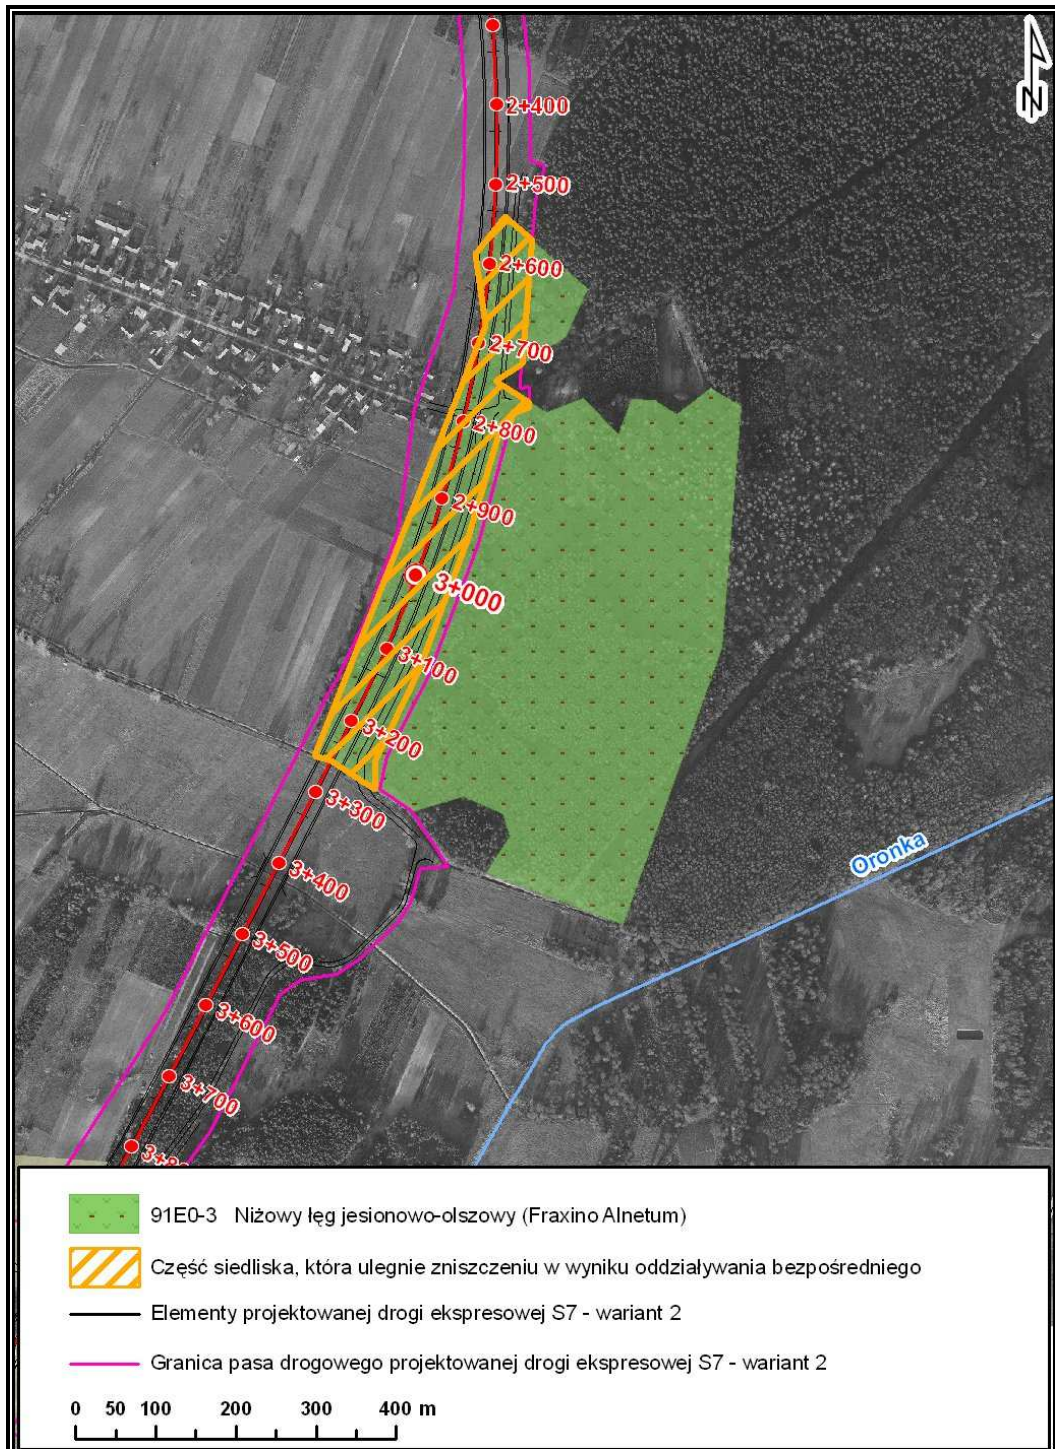 N
2+400
2+500
2+600
2+700
2+800
2+900
3+000
3+100
3+200
3+300
3+400
Oronka
3+500
3+600
3+700
91E0-3 Niżowy łęg jesionowo-olszowy (Fraxino Alnetum)
Część siedliska, która ulegnie zniszczeniu w wyniku oddziaływania bezpośredniego
Elementy projektowanej drogi ekspresowej S7 - wariant 2
Granica pasa drogowego projektowanej drogi ekspresowej S7 - wariant 2
0 50 100 200 300 400 m